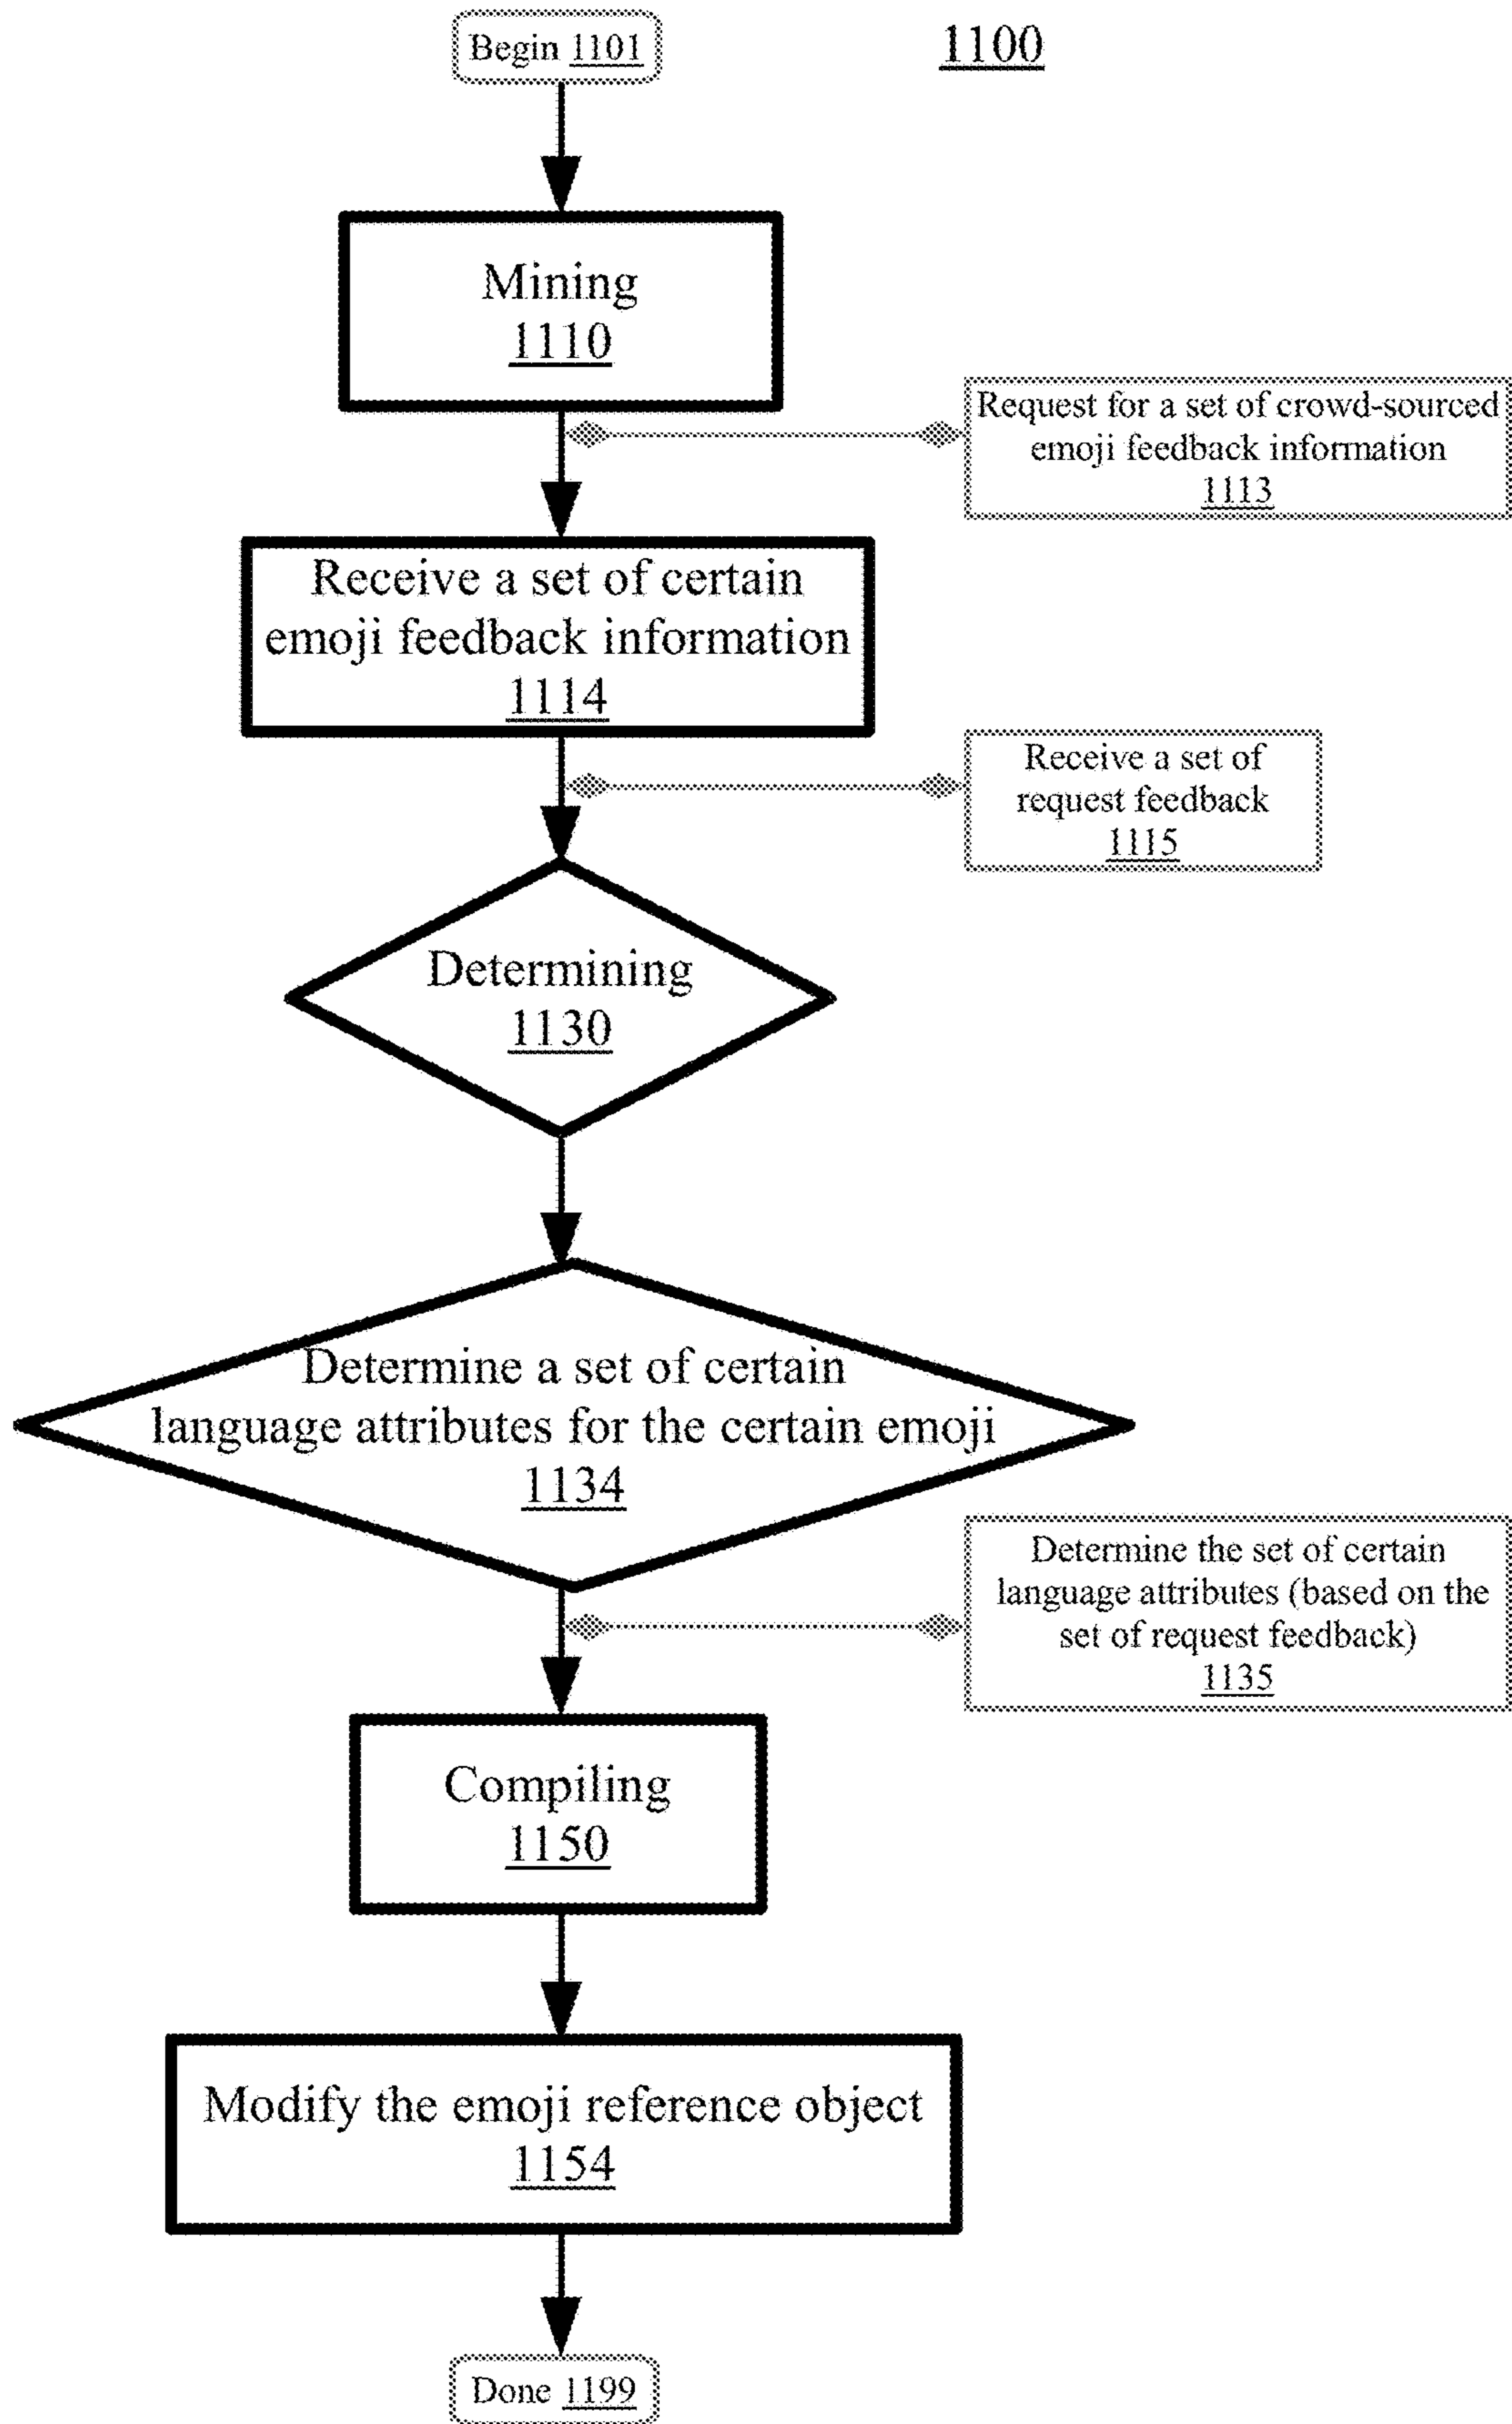 Begin 1101
1100
Mining
1110
Request for a set of crowd-sourced
emoji feedback information
1113
Receive a set of certain
emoji feedback information
1114
Receive a set of
request feedback
1115
Determining
1130
Determine a set of certain
language attributes for the certain emoji
1134
Determine the set of certain
language attributes (based on the
set of request feedback)
1135
Compiling
1150
Modify the emoji reference object
1154
Done 1199